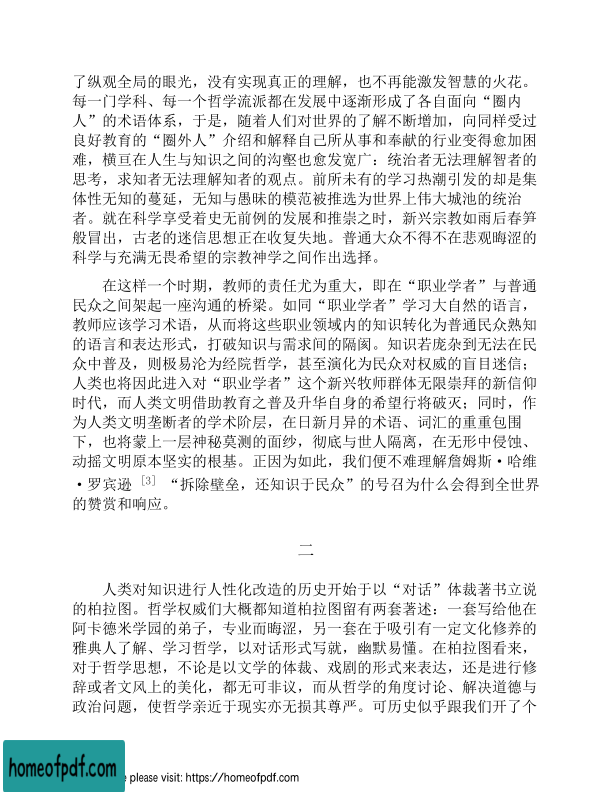 了纵观全局的眼光，没有实现真正的理解，也不再能激发智慧的火花。
每一门学科、每一个哲学流派都在发展中逐渐形成了各自面向“圈内
人”的术语体系，于是，随着人们对世界的了解不断增加，向同样受过
良好教育的“圈外人”介绍和解释自己所从事和奉献的行业变得愈加困
难，横亘在人生与知识之间的沟壑也愈发宽广：统治者无法理解智者的
思考，求知者无法理解知者的观点。前所未有的学习热潮引发的却是集
体性无知的蔓延，无知与愚昧的模范被推选为世界上伟大城池的统治
者。就在科学享受着史无前例的发展和推崇之时，新兴宗教如雨后春笋
般冒出，古老的迷信思想正在收复失地。普通大众不得不在悲观晦涩的
科学与充满无畏希望的宗教神学之间作出选择。
在这样一个时期，教师的责任尤为重大，即在“职业学者”与普通
民众之间架起一座沟通的桥梁。如同“职业学者”学习大自然的语言，
教师应该学习术语，从而将这些职业领域内的知识转化为普通民众熟知
的语言和表达形式，打破知识与需求间的隔阂。知识若庞杂到无法在民
众中普及，则极易沦为经院哲学，甚至演化为民众对权威的盲目迷信；
人类也将因此进入对“职业学者”这个新兴牧师群体无限崇拜的新信仰
时代，而人类文明借助教育之普及升华自身的希望行将破灭；同时，作
为人类文明垄断者的学术阶层，在日新月异的术语、词汇的重重包围
下，也将蒙上一层神秘莫测的面纱，彻底与世人隔离，在无形中侵蚀、
动摇文明原本坚实的根基。正因为如此，我们便不难理解詹姆斯·哈维
·罗宾逊 [3] “拆除壁垒，还知识于民众”的号召为什么会得到全世界
的赞赏和响应。
二
人类对知识进行人性化改造的历史开始于以“对话”体裁著书立说
的柏拉图。哲学权威们大概都知道柏拉图留有两套著述：一套写给他在
阿卡德米学园的弟子，专业而晦涩，另一套在于吸引有一定文化修养的
雅典人了解、学习哲学，以对话形式写就，幽默易懂。在柏拉图看来，
对于哲学思想，不论是以文学的体裁、戏剧的形式来表达，还是进行修
辞或者文风上的美化，都无可非议，而从哲学的角度讨论、解决道德与
政治问题，使哲学亲近于现实亦无损其尊严。可历史似乎跟我们开了个
homeofpdf.com
please visit: https://homeofpdf.com